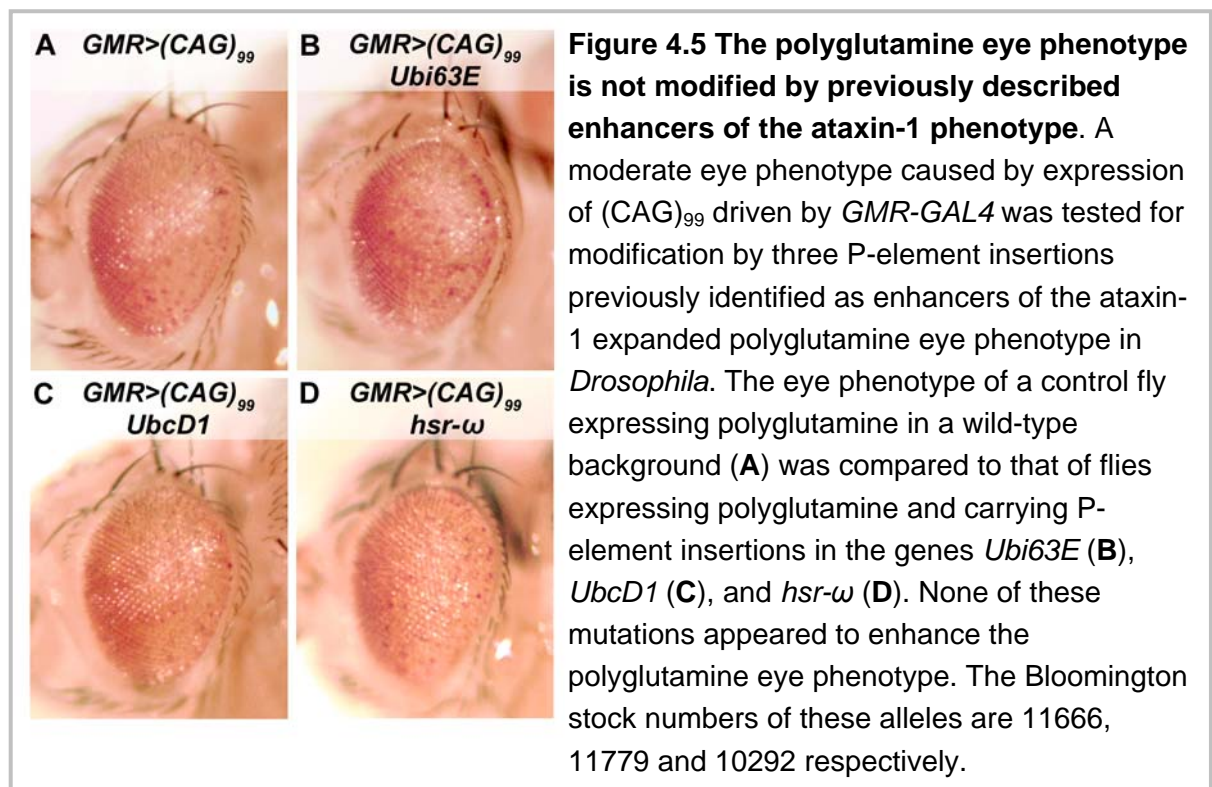 A GMR>(CAG)99
B GMR>(CAG)99
Ubi63E
C GMR>(CAG)99
UbcD1
D GMR>(CAG)99
hsr-ω
Figure 4.5 The polyglutamine eye phenotype
is not modified by previously described
enhancers of the ataxin-1 phenotype. A
moderate eye phenotype caused by expression
of (CAG)99 driven by GMR-GAL4 was tested for
modification by three P-element insertions
previously identified as enhancers of the ataxin-
1 expanded polyglutamine eye phenotype in
Drosophila. The eye phenotype of a control fly
expressing polyglutamine in a wild-type
background (A) was compared to that of flies
expressing polyglutamine and carrying P-
element insertions in the genes Ubi63E (B),
UbcD1 (C), and hsr-ω (D). None of these
mutations appeared to enhance the
polyglutamine eye phenotype. The Bloomington
stock numbers of these alleles are 11666,
11779 and 10292 respectively.